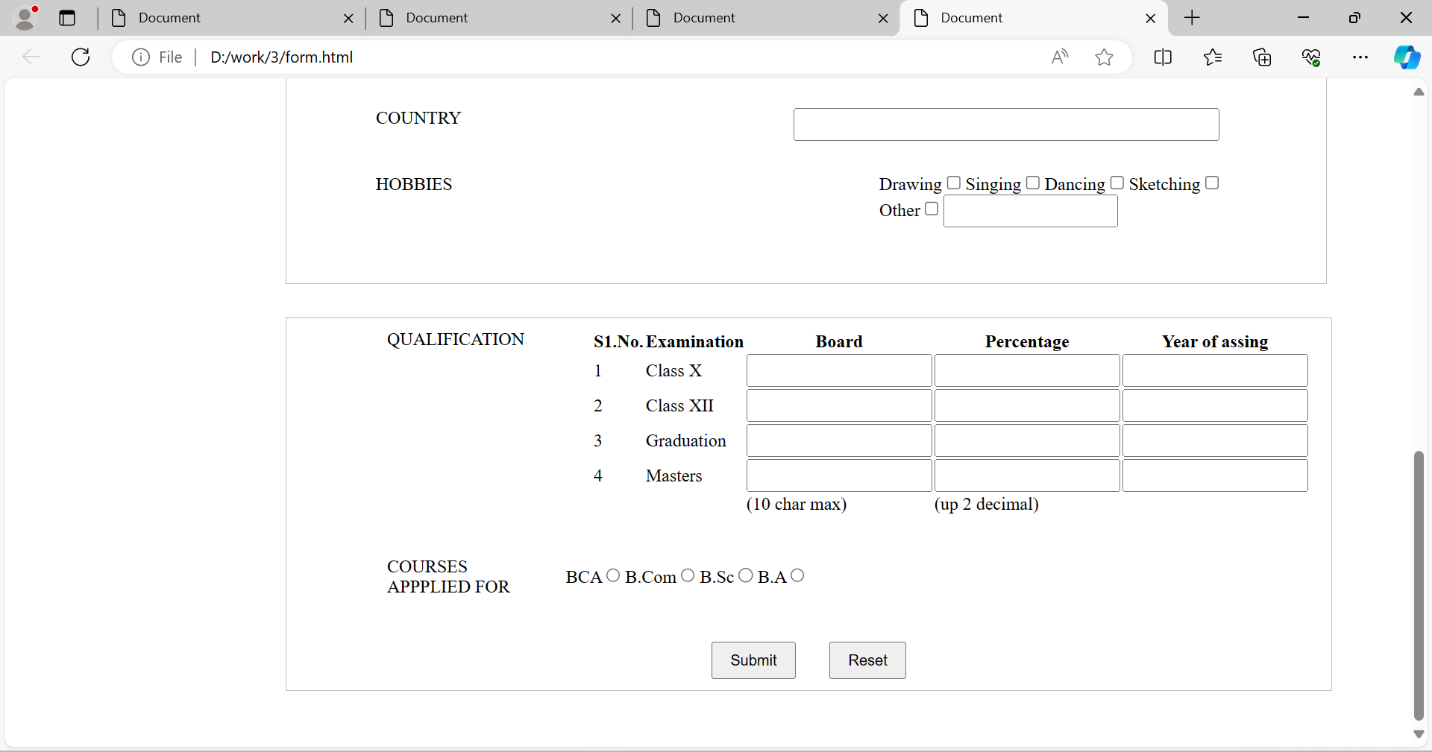 Document Document Document Document
File D:/work/3/form.html
COUNTRY
HOBBIES Drawing Singing Dancing Sketching
Other
QUALIFICATION S1.No. Examination Board Percentage Year of assing
1 Class X
2 Class XII
3 Graduation
4 Masters
(10 char max) (up 2 decimal)
COURSES
APPPLIED FOR
BCA B.Com B.Sc B.A
Submit Reset